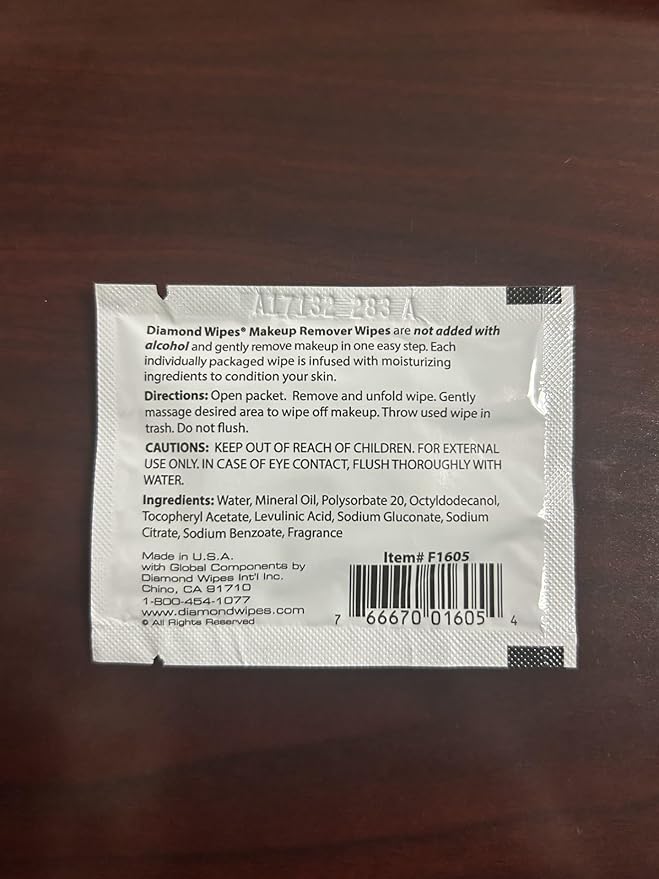 A17132 283 A
Diamond Wipes® Makeup Remover Wipes are not added with
alcohol and gently remove makeup in one easy step. Each
individually packaged wipe is infused with moisturizing
ingredients to condition your skin.
Directions: Open packet. Remove and unfold wipe. Gently
massage desired area to wipe off makeup. Throw used wipe in
trash. Do not flush.
CAUTIONS: KEEP OUT OF REACH OF CHILDREN. FOR EXTERNAL
USE ONLY. IN CASE OF EYE CONTACT, FLUSH THOROUGHLY WITH
WATER.
Ingredients: Water, Mineral Oil, Polysorbate 20, Octyldodecanol,
Tocopheryl Acetate, Levulinic Acid, Sodium Gluconate, Sodium
Citrate, Sodium Benzoate, Fragrance
Made in U.S.A.
with Global Components by
Diamond Wipes Int'l Inc.
Chino, CA 91710
1-800-454-1077
www.diamondwipes.com
© All Rights Reserved
Item# F1605
7 66670 01605 4